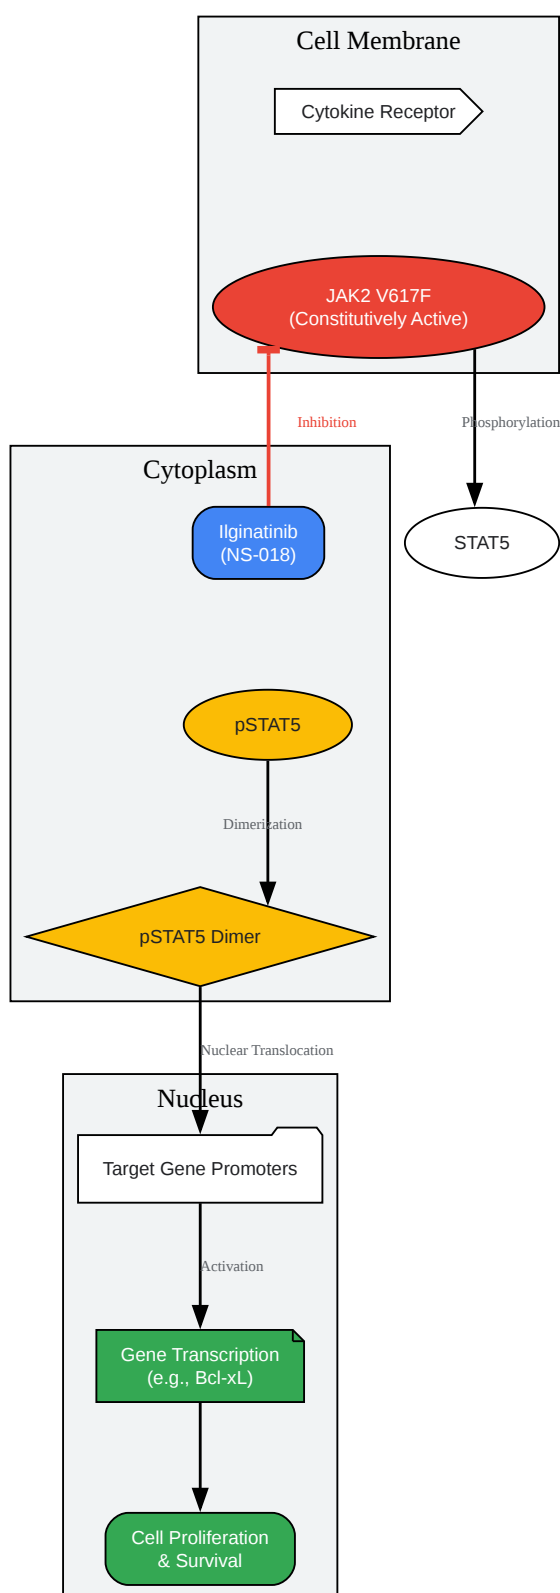 Cell Membrane
Cytokine Receptor
JAK2 V617F
(Constitutively Active)
Inhibition
Phosphorylation
Cytoplasm
Ilginatinib
(NS-018)
STAT5
pSTAT5
Dimerization
pSTAT5 Dimer
Nuclear Translocation
Nucleus
Target Gene Promoters
Activation
Gene Transcription
(e.g., Bcl-xL)
Cell Proliferation
& Survival